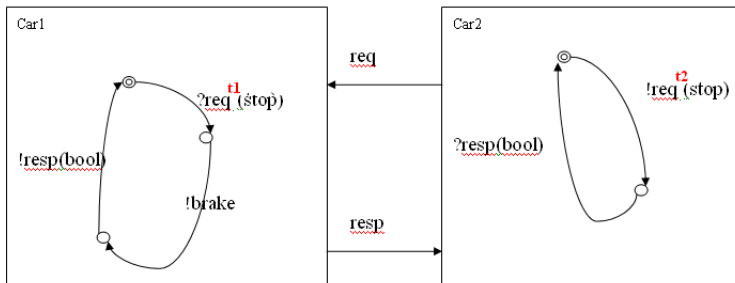 Car1
Car2
req
t1
?req (stop)
t2
!req (stop)
!resp(bool)
?resp(bool)
!brake
resp